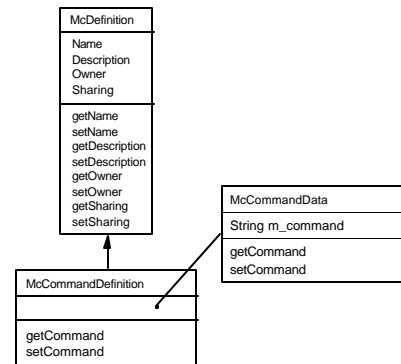 McDefinition
Name
Description
Owner
Sharing
getName
setName
getDescription
setDescription
getOwner
setOwner
getSharing
setSharing
McCommandData
String m_command
getCommand
setCommand
McCommandDefinition
getCommand
setCommand